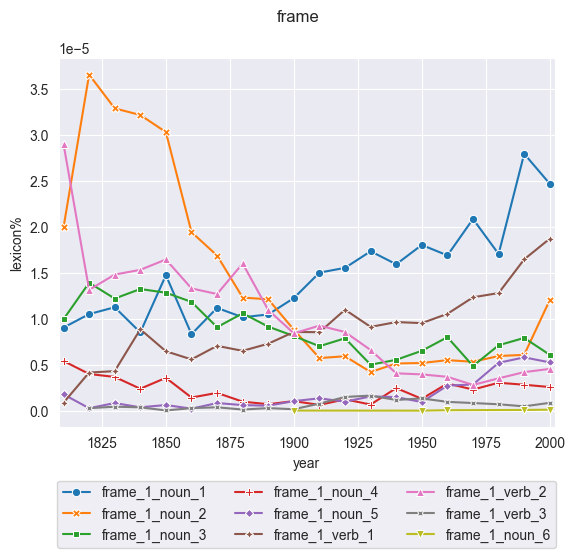 frame
1e−5
3.5
3.0
2.5
2.0
1.5
1.0
0.5
0.0
lexicon%
1825 1850 1875 1900 1925 1950 1975 2000
year
frame_1_noun_1 frame_1_noun_4 frame_1_verb_2
frame_1_noun_2 frame_1_noun_5 frame_1_verb_3
frame_1_noun_3 frame_1_verb_1 frame_1_noun_6